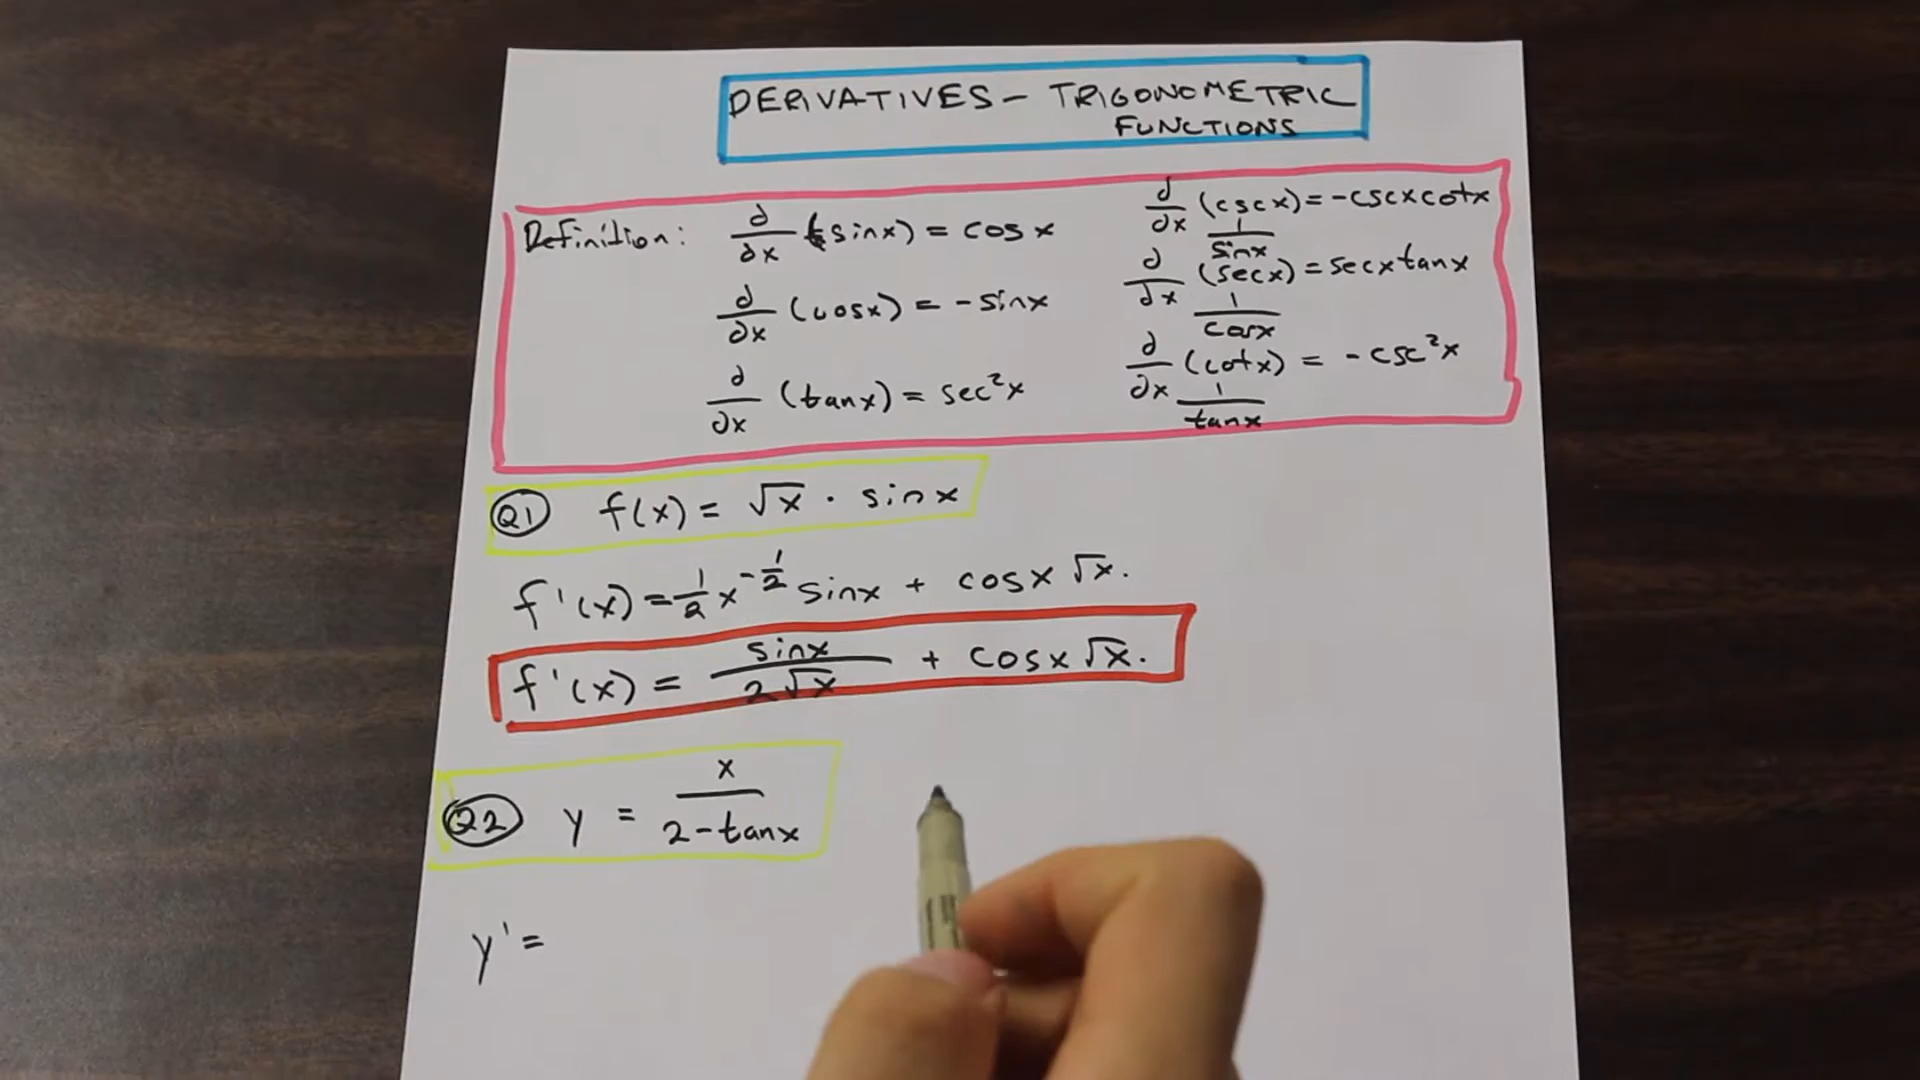 DERIVATIVES - TRIGONOMETRIC
FUNCTIONS
Definition: d/dx (sinx) = cosx
d/dx (cosx) = -sinx
d/dx (tanx) = sec²x
d/dx (cscx) = -cscxcotx
1/sinx
d/dx (secx) = secxtanx
1/cosx
d/dx (cotx) = -csc²x
1/tanx
Q1 f(x) = √x · sinx
f'(x) = 1/2 x^-1/2 sinx + cosx √x.
f'(x) = sinx/2√x + cosx √x.
Q2 y = x/2-tanx
y' =